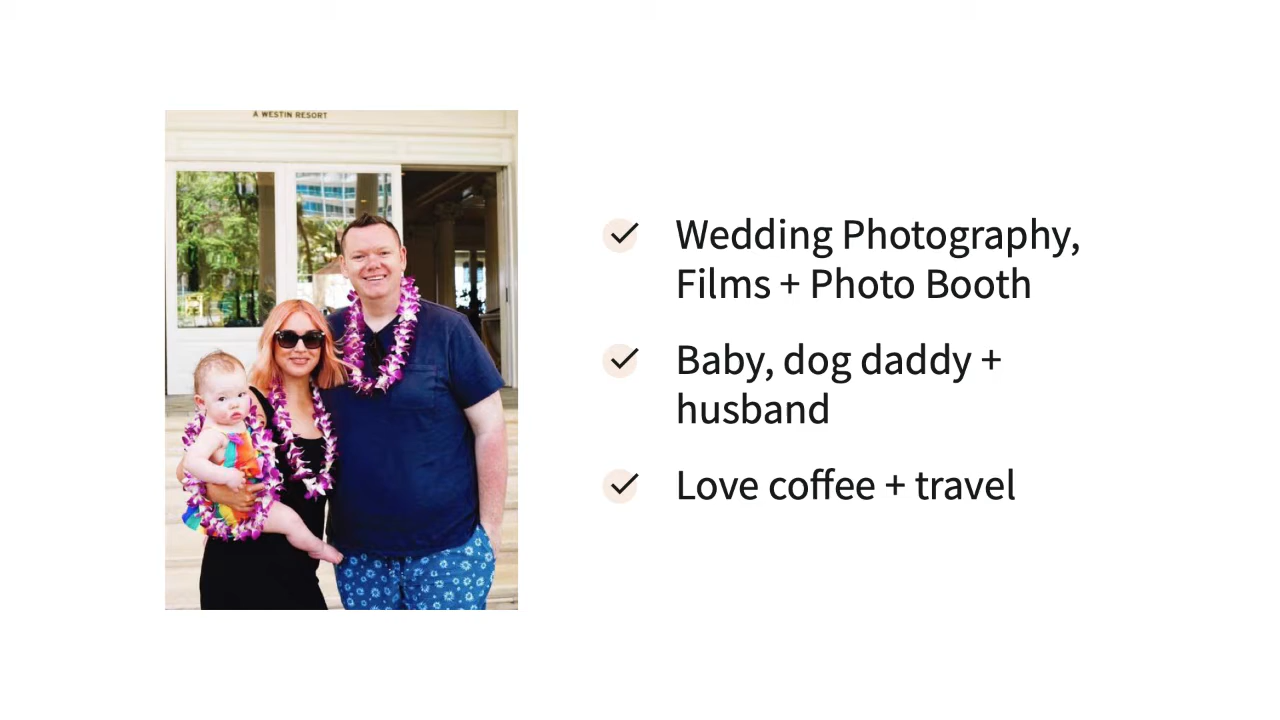 A WESTIN RESORT
Wedding Photography,
Films + Photo Booth
Baby, dog daddy +
husband
Love coffee + travel